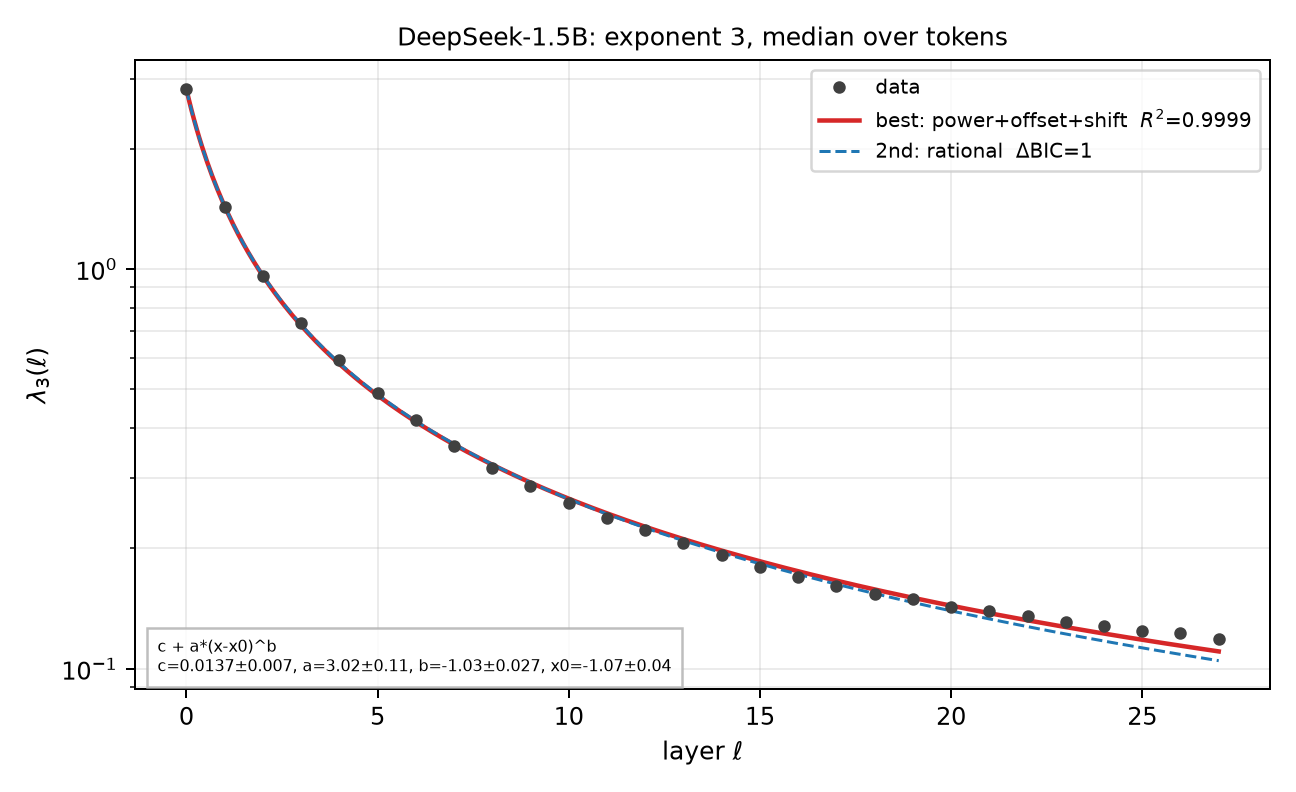 DeepSeek-1.5B: exponent 3, median over tokens
data
best: power+offset+shift R²=0.9999
2nd: rational ΔBIC=1
10⁰
10⁻¹
λ₃(ℓ)
c + a*(x-x0)^b
c=0.0137±0.007, a=3.02±0.11, b=-1.03±0.027, x0=-1.07±0.04
0 5 10 15 20 25
layer ℓ